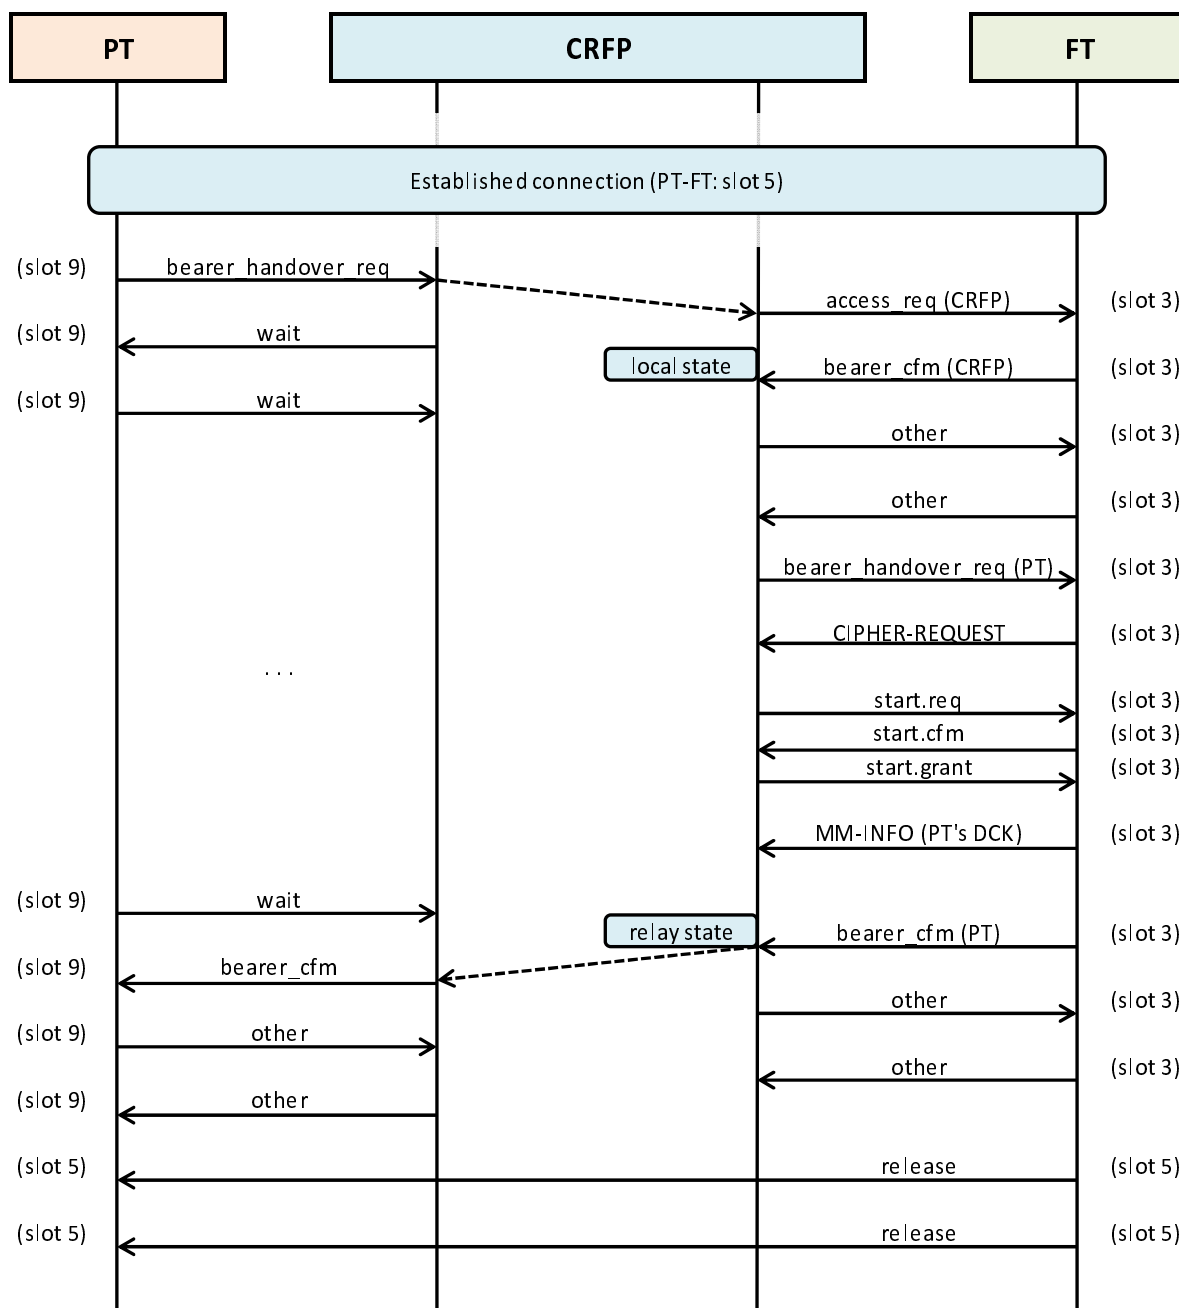 PT CRFP FT
Established connection (PT-FT: slot 5)
(slot 9) bearer_handover_req
access_req (CRFP) (slot 3)
(slot 9) wait
local state bearer_cfm (CRFP) (slot 3)
(slot 9) wait
other (slot 3)
other (slot 3)
bearer_handover_req (PT) (slot 3)
CIPHER-REQUEST (slot 3)
. . .
start.req (slot 3)
start.cfm (slot 3)
start.grant (slot 3)
MM-INFO (PT's DCK) (slot 3)
(slot 9) wait
relay state bearer_cfm (PT) (slot 3)
(slot 9) bearer_cfm
other (slot 3)
(slot 9) other
other (slot 3)
(slot 9) other
(slot 5) release (slot 5)
(slot 5) release (slot 5)